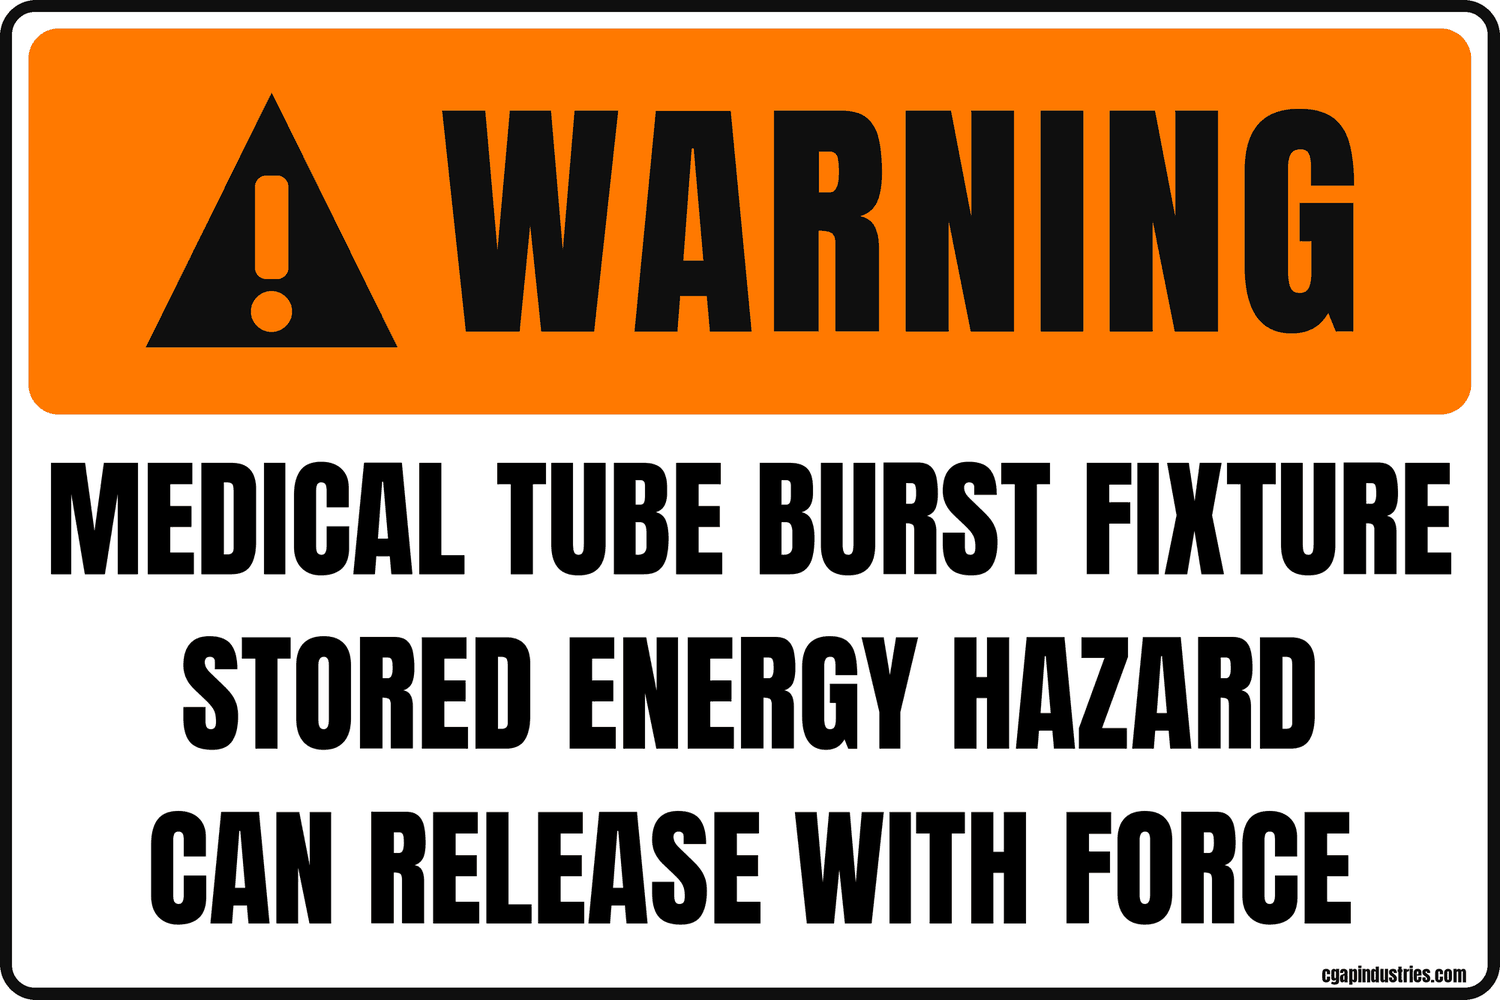 WARNING
MEDICAL TUBE BURST FIXTURE
STORED ENERGY HAZARD
CAN RELEASE WITH FORCE
cgapindustries.com